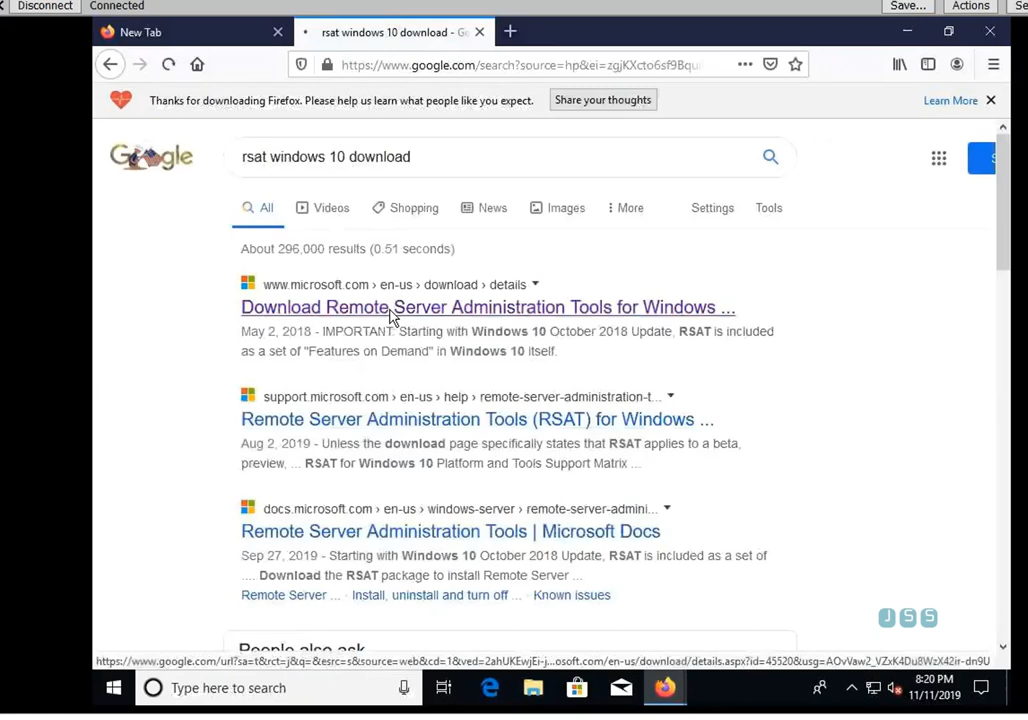 Disconnect Connected Save... Actions Se
New Tab rsat windows 10 download - Go
https://www.google.com/search?source=hp&ei=zgjKXcto6sf9Bqu
Thanks for downloading Firefox. Please help us learn what people like you expect. Share your thoughts Learn More
Google rsat windows 10 download S
All Videos Shopping News Images More Settings Tools
About 296,000 results (0.51 seconds)
www.microsoft.com › en-us › download › details
Download Remote Server Administration Tools for Windows ...
May 2, 2018 - IMPORTANT: Starting with Windows 10 October 2018 Update, RSAT is included
as a set of "Features on Demand" in Windows 10 itself.
support.microsoft.com › en-us › help › remote-server-administration-t...
Remote Server Administration Tools (RSAT) for Windows ...
Aug 2, 2019 - Unless the download page specifically states that RSAT applies to a beta,
preview, ... RSAT for Windows 10 Platform and Tools Support Matrix ...
docs.microsoft.com › en-us › windows-server › remote-server-admini...
Remote Server Administration Tools | Microsoft Docs
Sep 27, 2019 - Starting with Windows 10 October 2018 Update, RSAT is included as a set of
.... Download the RSAT package to install Remote Server ...
Remote Server ... · Install, uninstall and turn off ... · Known issues
JSS
People also ask
https://www.google.com/url?sa=t&rct=j&q=&esrc=s&source=web&cd=1&ved=2ahUKEwjEi-j...osoft.com/en-us/download/details.aspx?id=45520&usg=AOvVaw2_VZxK4Du8WzX42ir-dn9U
Type here to search 8:20 PM
11/11/2019